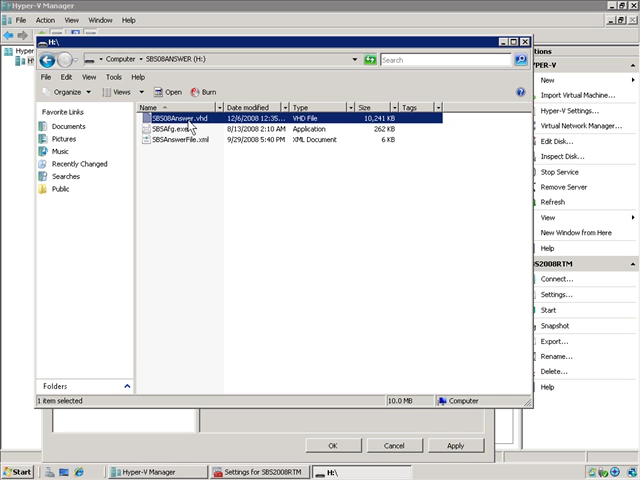 Hyper-V Manager
File Action View Window Help
Hyper
H:\
Computer SBS08ANSWER (H:)
Search
File Edit View Tools Help
Organize Views Open Burn
Favorite Links
Documents
Pictures
Music
Recently Changed
Searches
Public
Folders
Name Date modified Type Size Tags
SBS08Answer.vhd 12/6/2008 12:35... VHD File 10,241 KB
SBSAfg.exe 8/13/2008 2:10 AM Application 262 KB
SBSAnswerFile.xml 9/29/2008 5:40 PM XML Document 6 KB
1 item selected 10.0 MB Computer
tions
YPER-V
New
Import Virtual Machine...
Hyper-V Settings...
Virtual Network Manager...
Edit Disk...
Inspect Disk...
Stop Service
Remove Server
Refresh
View
New Window from Here
Help
BS2008RTM
Connect...
Settings...
Start
Snapshot
Export...
Rename...
Delete...
Help
OK Cancel Apply
Start Hyper-V Manager Settings for SBS2008RTM H:\